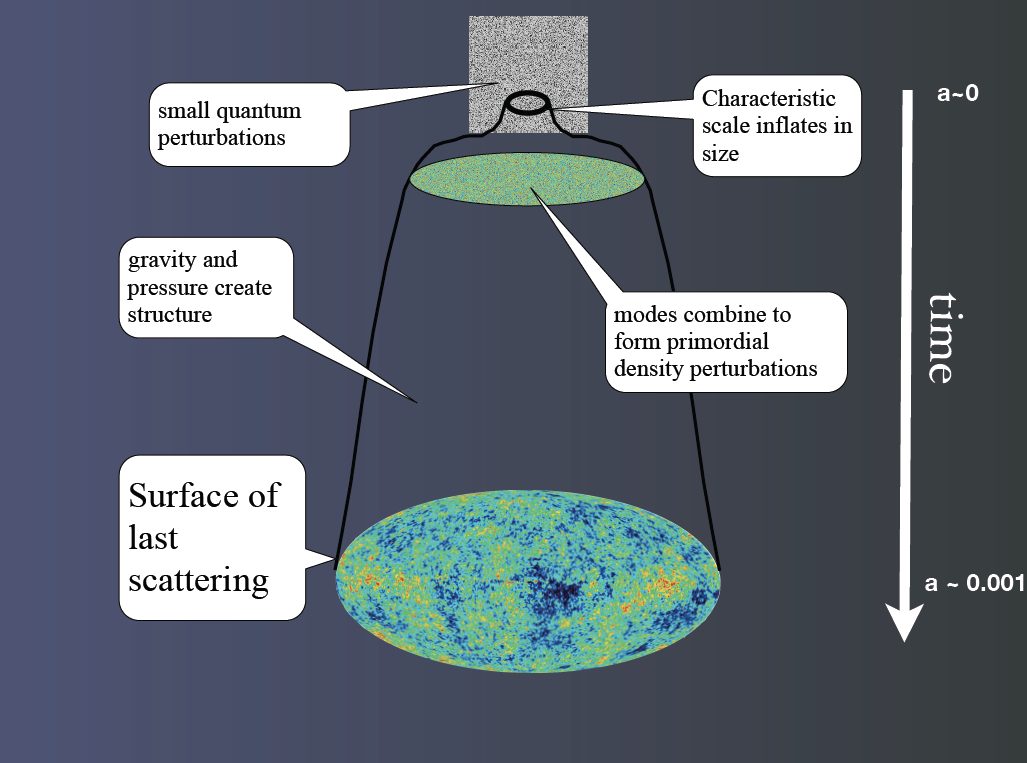 small quantum
perturbations
Characteristic
scale inflates in
size
a~0
gravity and
pressure create
structure
modes combine to
form primordial
density perturbations
time
Surface of
last
scattering
a ~ 0.001